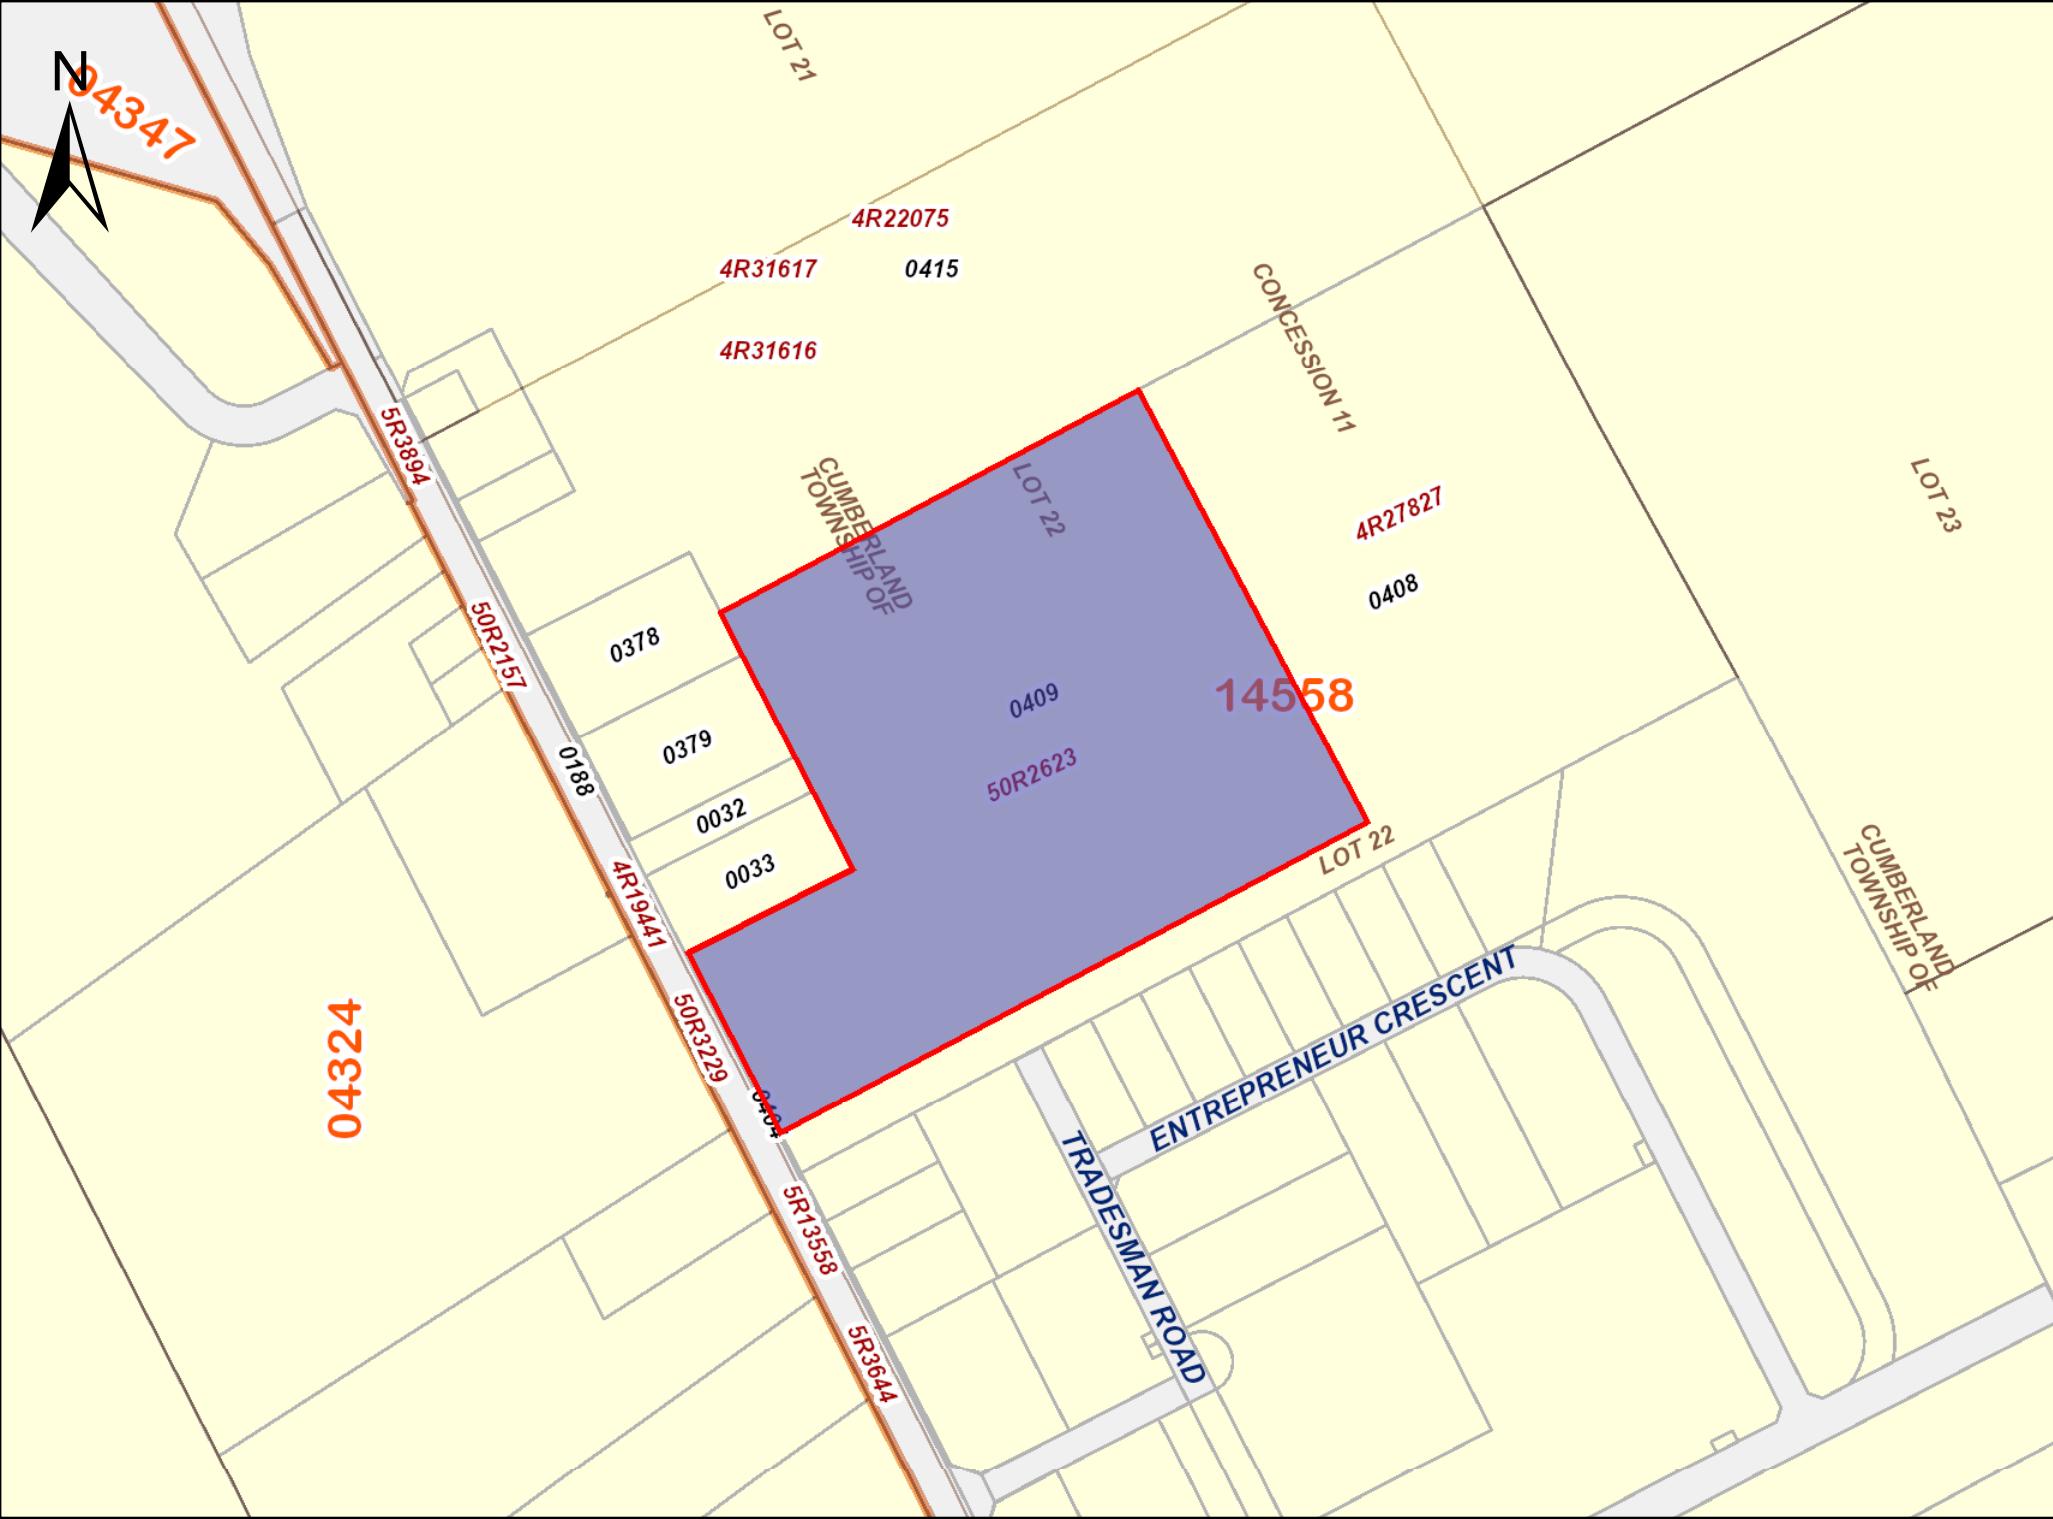 LOT 21
N
04347
4R22075
4R31617
0415
4R31616
CONCESSION 11
5R3894
CUMBERLAND
TOWNSHIP OF
LOT 22
4R27827
LOT 23
0408
50R2157
0378
0409
14558
0379
50R2623
0188
0032
0033
LOT 22
4R19441
CUMBERLAND
TOWNSHIP OF
50R3229
04324
0404
ENTREPRENEUR CRESCENT
TRADESMAN ROAD
5R13558
5R3644